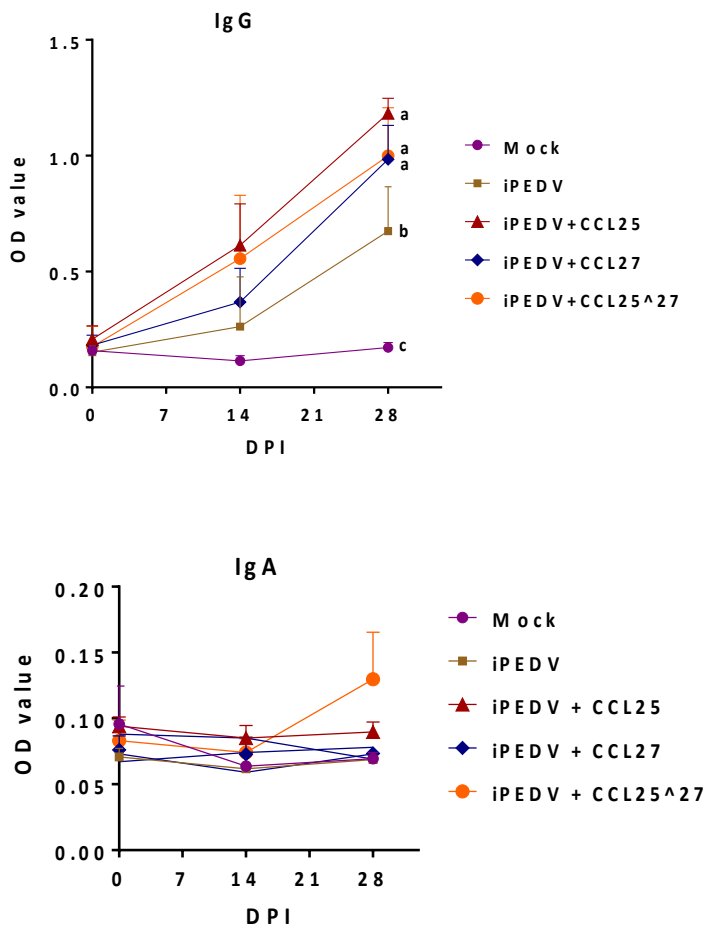 IgG
1.5
1.0
0.5
0.0
OD value
0 7 14 21 28
DPI
a
a
a
b
c
Mock
iPEDV
iPEDV+CCL25
iPEDV+CCL27
iPEDV+CCL25^27
IgA
0.20
0.15
0.10
0.05
0.00
OD value
0 7 14 21 28
DPI
Mock
iPEDV
iPEDV + CCL25
iPEDV + CCL27
iPEDV + CCL25^27